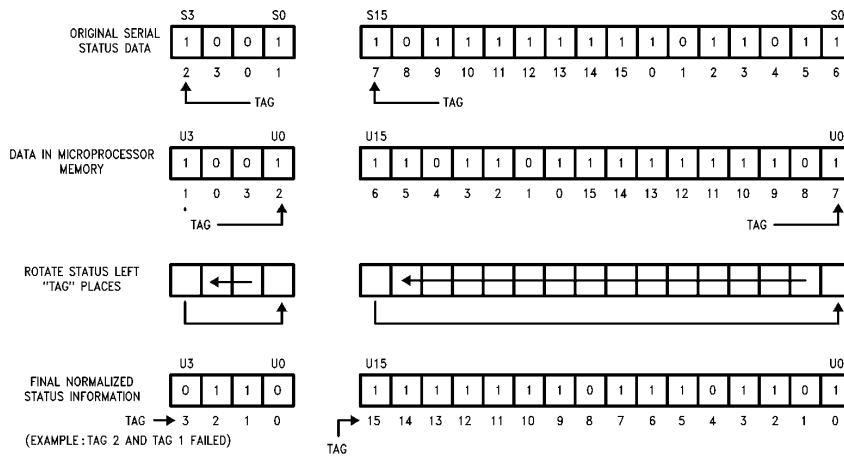 S3 S0 S15 S0
ORIGINAL SERIAL
STATUS DATA
1 0 0 1 1 0 1 1 1 1 1 1 1 1 0 1 1 0 1 1
2 3 0 1 7 8 9 10 11 12 13 14 15 0 1 2 3 4 5 6
TAG TAG
U3 U0 U15 U0
DATA IN MICROPROCESSOR
MEMORY
1 0 0 1 1 1 0 1 1 0 1 1 1 1 1 1 1 1 0 1
1 0 3 2 6 5 4 3 2 1 0 15 14 13 12 11 10 9 8 7
TAG TAG
ROTATE STATUS LEFT
"TAG" PLACES
U3 U0 U15 U0
FINAL NORMALIZED
STATUS INFORMATION
0 1 1 0 1 1 1 1 1 1 1 0 1 1 1 0 1 1 0 1
TAG 3 2 1 0 15 14 13 12 11 10 9 8 7 6 5 4 3 2 1 0
(EXAMPLE:TAG 2 AND TAG 1 FAILED)
TAG